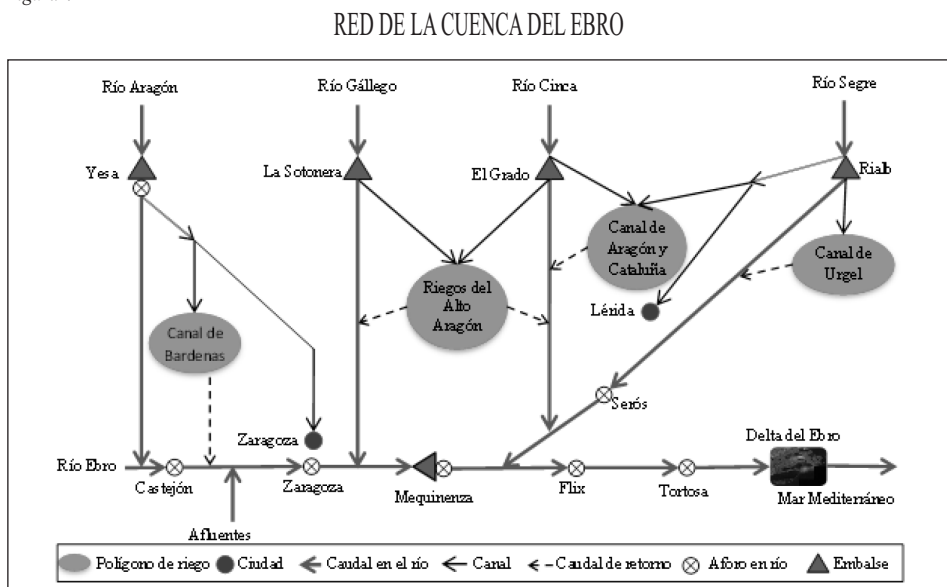 RED DE LA CUENCA DEL EBRO
Río Aragón
Río Gállego
Río Cinca
Río Segre
Yesa
La Sotonera
El Grado
Rialb
Canal de
Aragón y
Cataluña
Canal de
Urgel
Riegos del
Alto
Aragón
Lérida
Canal de
Bardenas
Serós
Zaragoza
Delta del Ebro
Río Ebro
Castejón
Zaragoza
Mequinenza
Flix
Tortosa
Mar Mediterráneo
Afluentes
Polígono de riego Ciudad Caudal en el río Canal Caudal de retorno Aforo en río Embalse